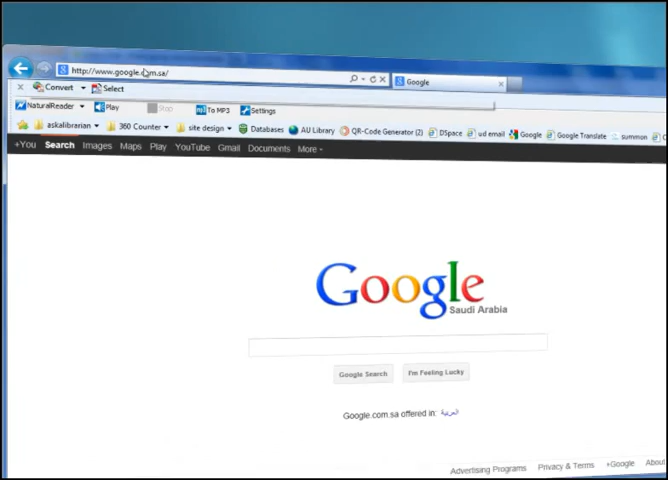 http://www.google.com.sa/ Google
Convert Select
NaturalReader Play Stop To MP3 Settings
askalibrarian 360 Counter site design Databases AU Library QR-Code Generator (2) DSpace ud email Google Google Translate summon
+You Search Images Maps Play YouTube Gmail Documents More
Google
Saudi Arabia
Google Search I'm Feeling Lucky
Google.com.sa offered in: العربية
Advertising Programs Privacy & Terms +Google About